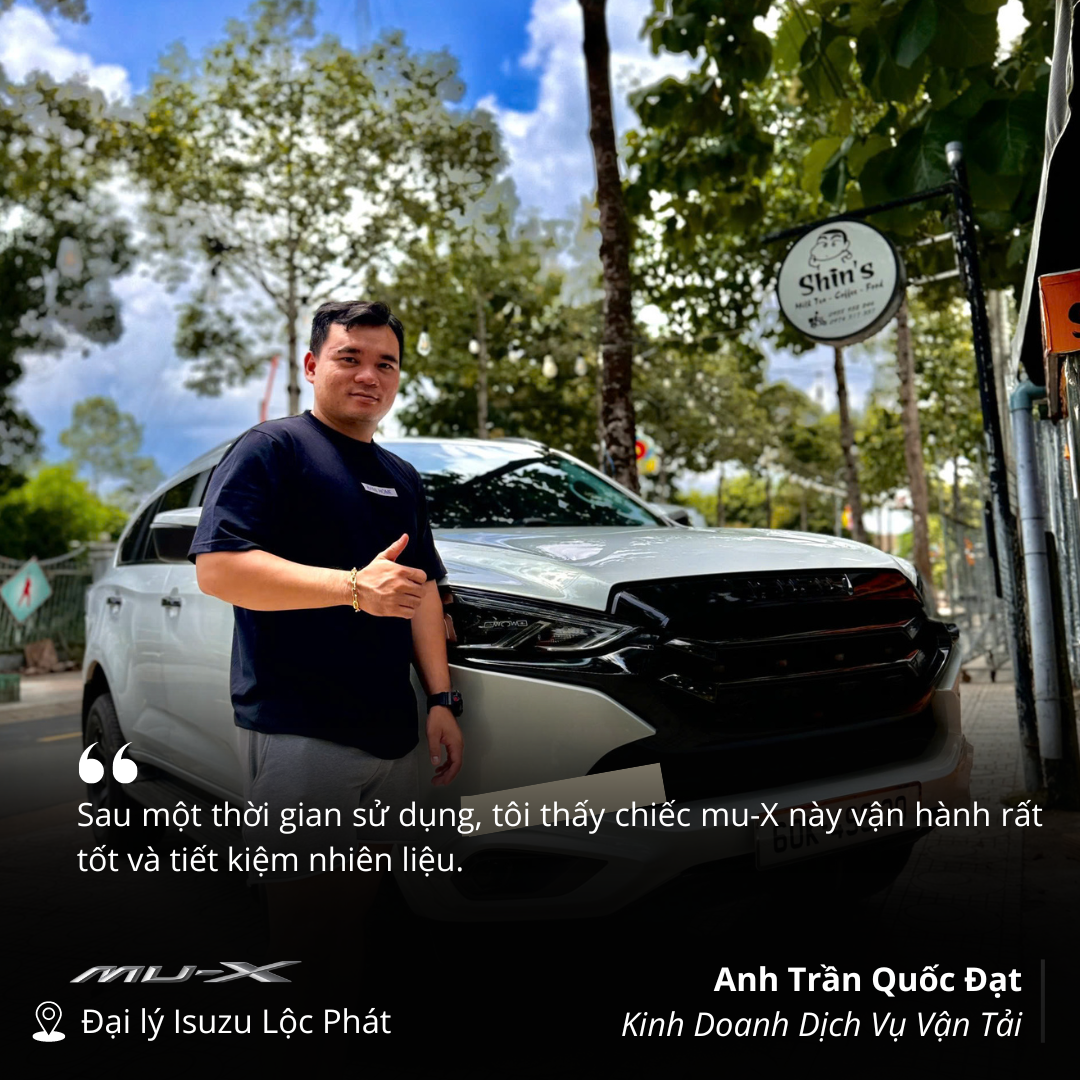 Shin's
Milk Tea - Coffee - Food
Sau một thời gian sử dụng, tôi thấy chiếc mu-X này vận hành rất
tốt và tiết kiệm nhiên liệu.
MU-X
Đại lý Isuzu Lộc Phát
Anh Trần Quốc Đạt
Kinh Doanh Dịch Vụ Vận Tải